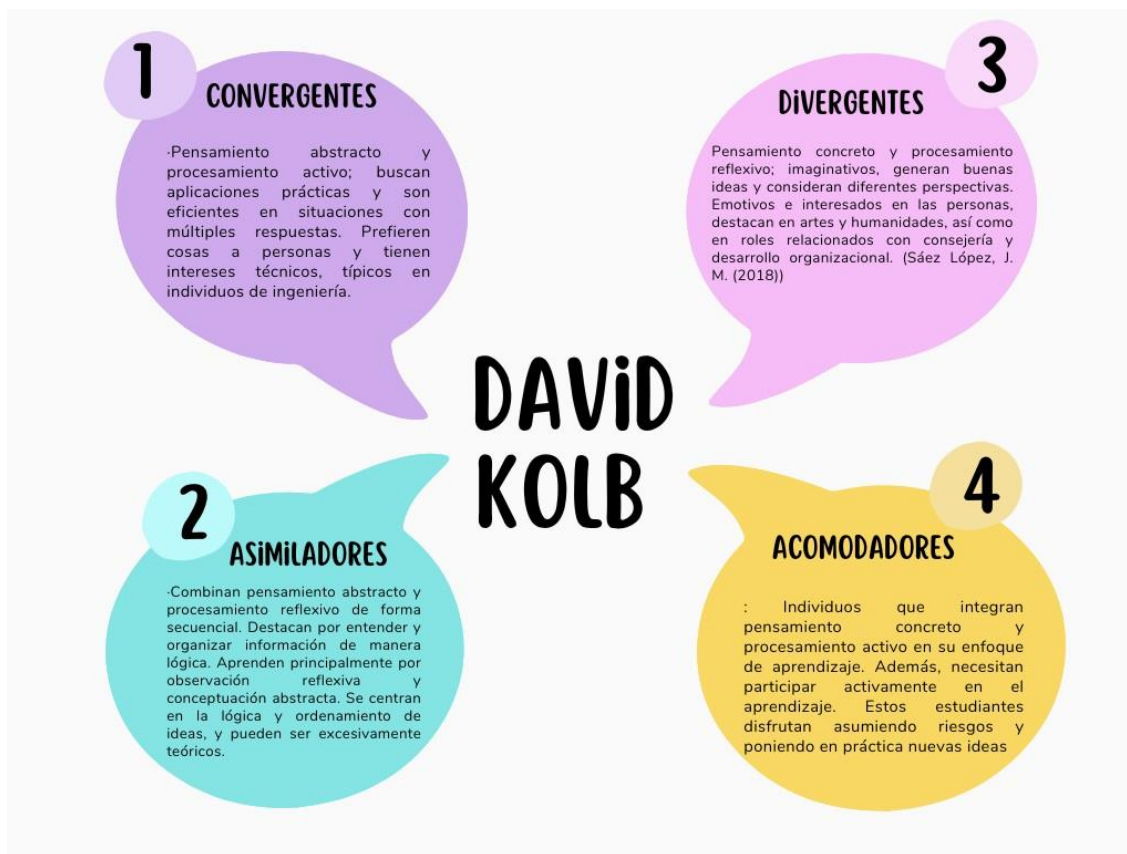 1
CONVERGENTES
·Pensamiento abstracto y
procesamiento activo; buscan
aplicaciones prácticas y son
eficientes en situaciones con
múltiples respuestas. Prefieren
cosas a personas y tienen
intereses técnicos, típicos en
individuos de ingeniería.
2
ASIMILADORES
·Combinan pensamiento abstracto y
procesamiento reflexivo de forma
secuencial. Destacan por entender y
organizar información de manera
lógica. Aprenden principalmente por
observación reflexiva y
conceptuación abstracta. Se centran
en la lógica y ordenamiento de
ideas, y pueden ser excesivamente
teóricos.
DAVID
KOLB
3
DIVERGENTES
Pensamiento concreto y procesamiento
reflexivo; imaginativos, generan buenas
ideas y consideran diferentes perspectivas.
Emotivos e interesados en las personas,
destacan en artes y humanidades, así como
en roles relacionados con consejería y
desarrollo organizacional. (Sáez López, J.
M. (2018))
4
ACOMODADORES
: Individuos que integran
pensamiento concreto y
procesamiento activo en su enfoque
de aprendizaje. Además, necesitan
participar activamente en el
aprendizaje. Estos estudiantes
disfrutan asumiendo riesgos y
poniendo en práctica nuevas ideas